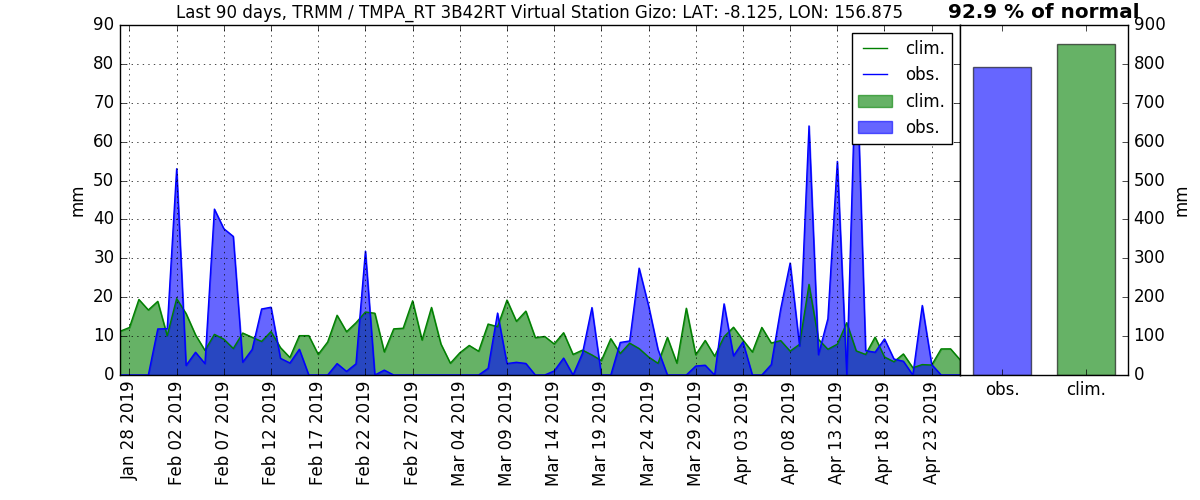 Last 90 days, TRMM / TMPA_RT 3B42RT Virtual Station Gizo: LAT: -8.125, LON: 156.875
92.9 % of normal
90
80
70
60
50
40
30
20
10
0
mm
clim.
obs.
clim.
obs.
Jan 28 2019
Feb 02 2019
Feb 07 2019
Feb 12 2019
Feb 17 2019
Feb 22 2019
Feb 27 2019
Mar 04 2019
Mar 09 2019
Mar 14 2019
Mar 19 2019
Mar 24 2019
Mar 29 2019
Apr 03 2019
Apr 08 2019
Apr 13 2019
Apr 18 2019
Apr 23 2019
900
800
700
600
500
400
300
200
100
0
mm
obs.
clim.